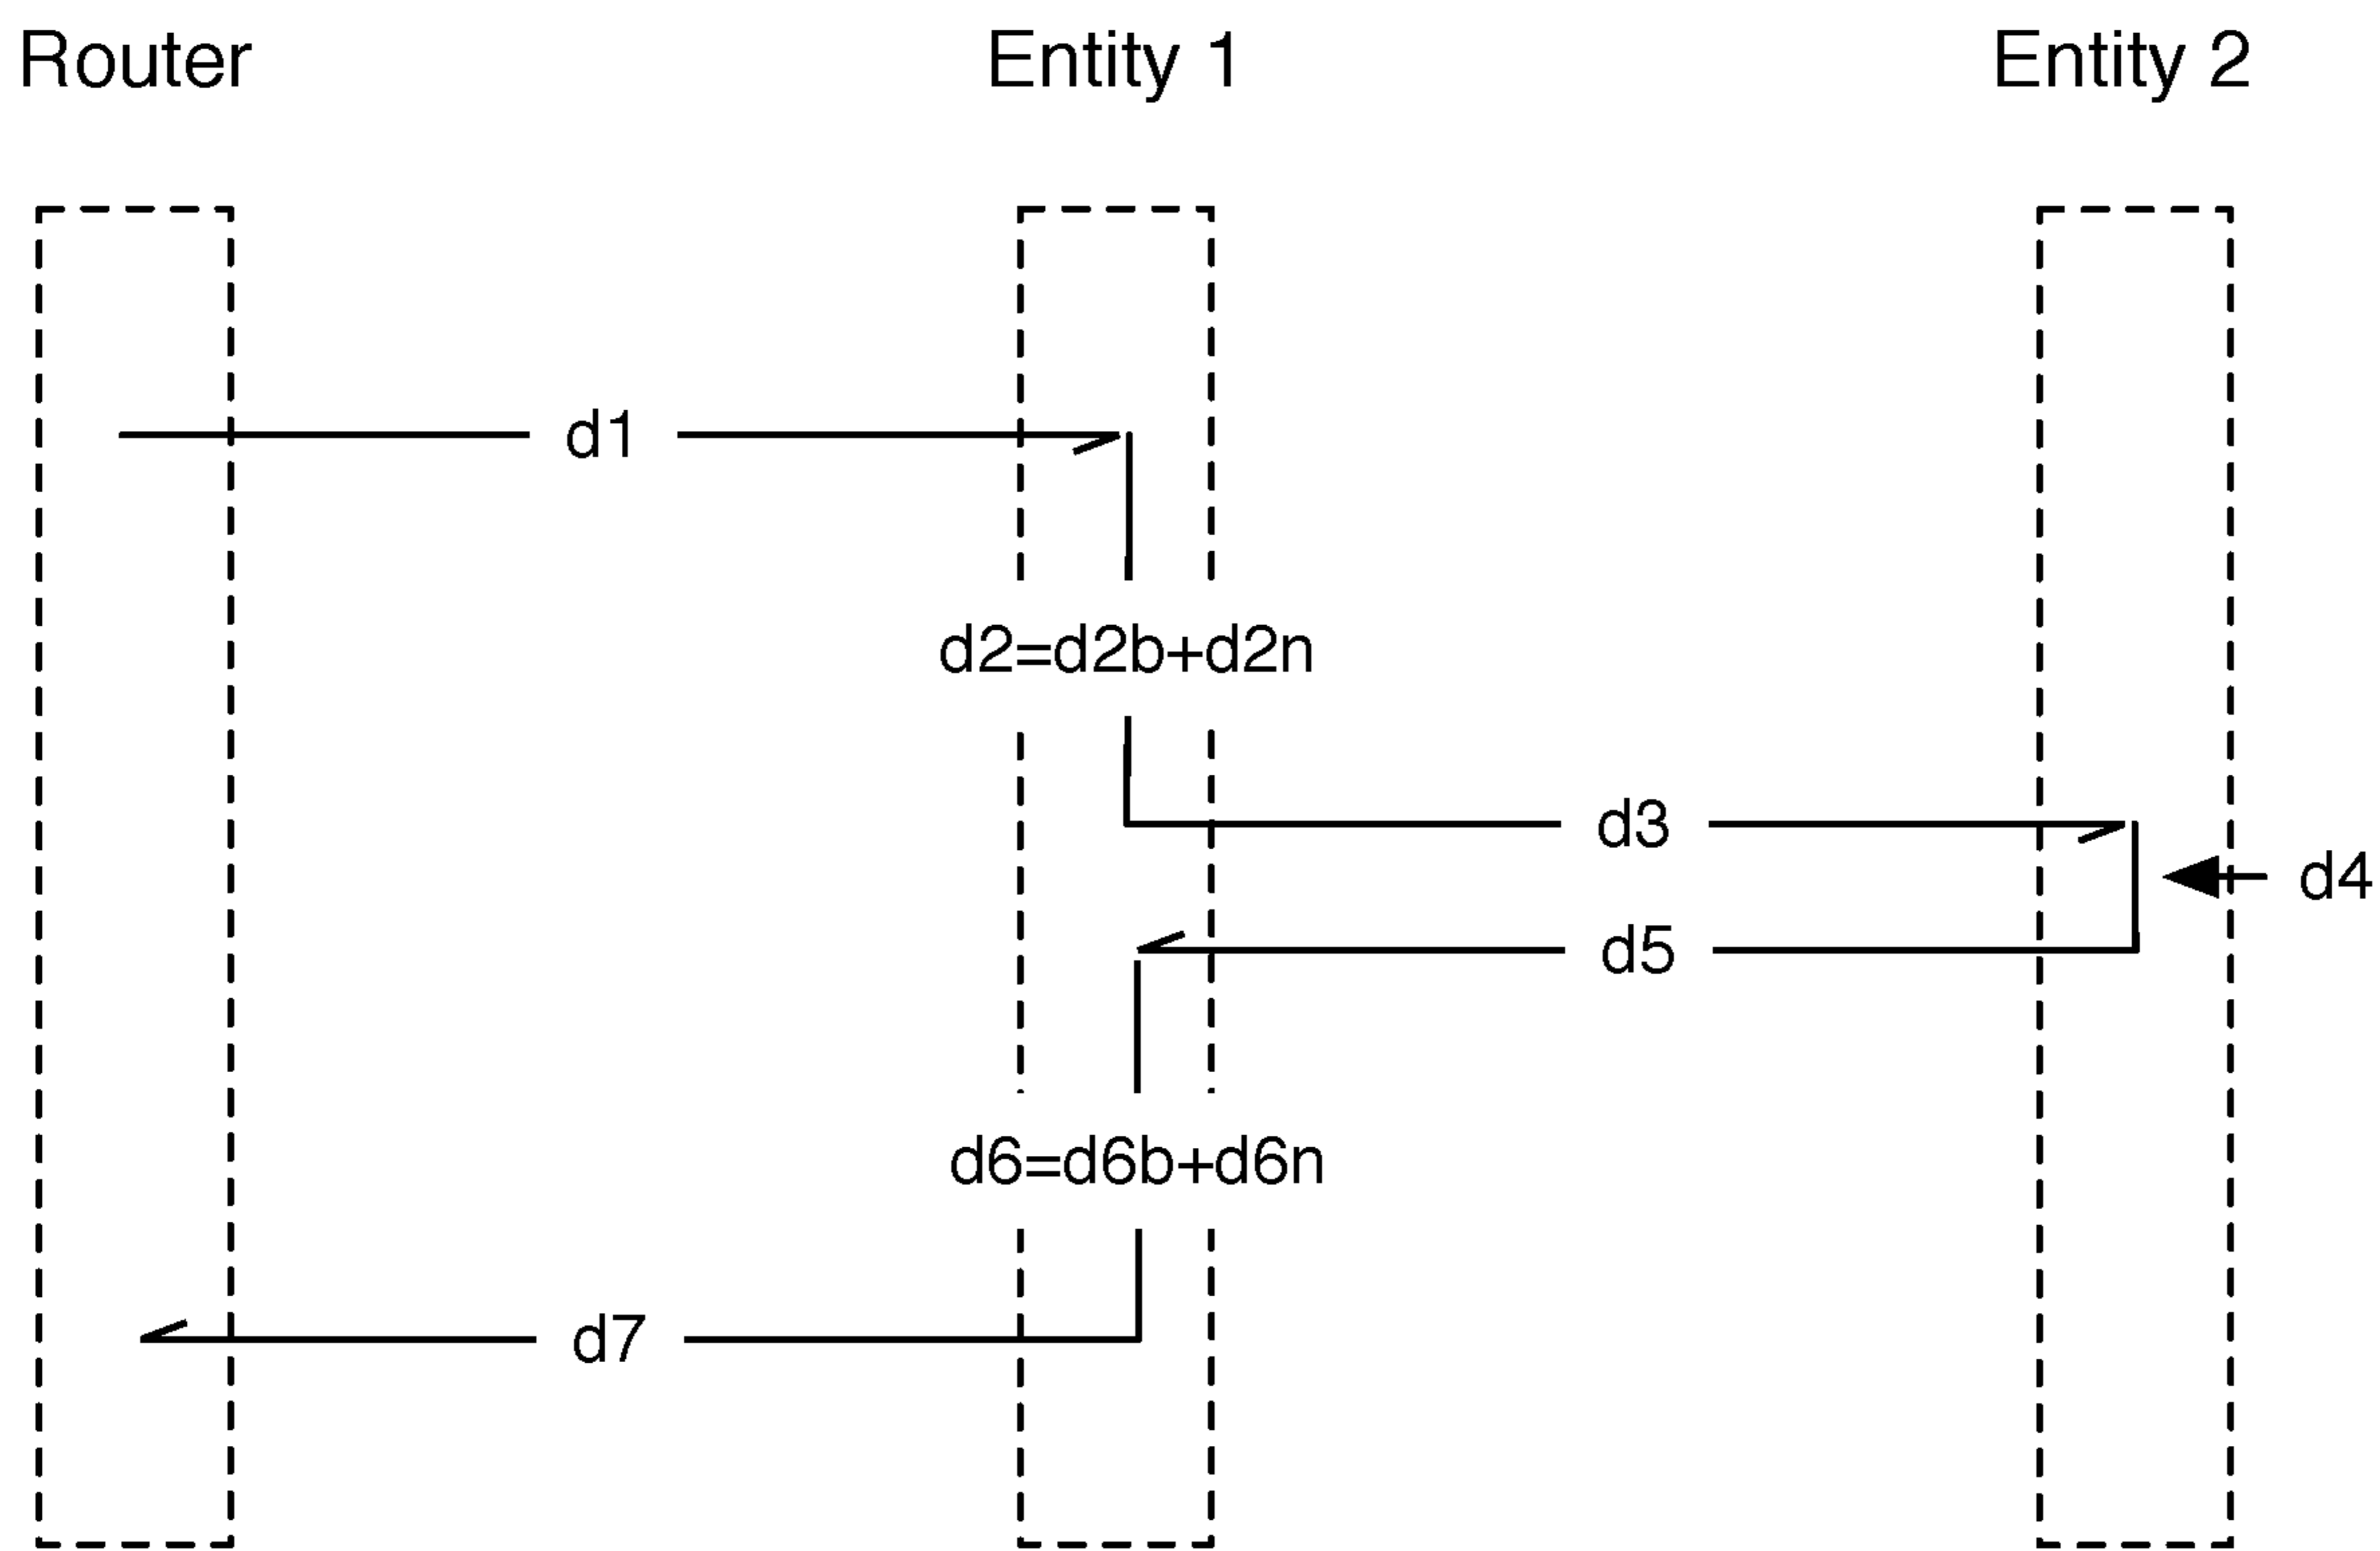 Router
Entity 1
Entity 2
d1
d2=d2b+d2n
d3
d4
d5
d6=d6b+d6n
d7